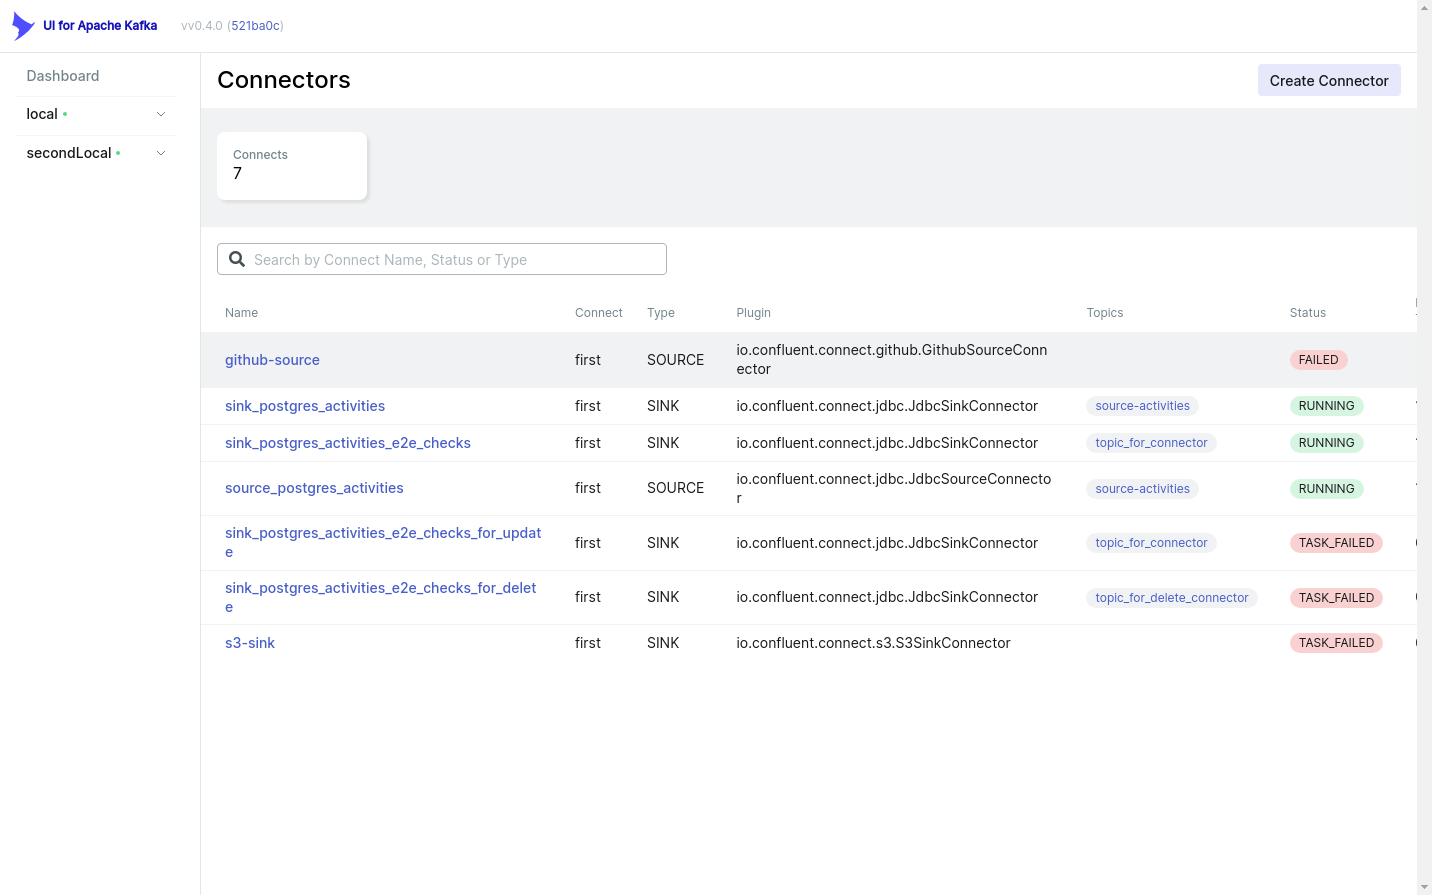 UI for Apache Kafka
vv0.4.0 (521ba0c)
Dashboard
local
secondLocal
Connectors
Create Connector
Connects
7
Search by Connect Name, Status or Type
Name Connect Type Plugin Topics Status
github-source first SOURCE io.confluent.connect.github.GithubSourceConn
ector FAILED
sink_postgres_activities first SINK io.confluent.connect.jdbc.JdbcSinkConnector source-activities RUNNING
sink_postgres_activities_e2e_checks first SINK io.confluent.connect.jdbc.JdbcSinkConnector topic_for_connector RUNNING
source_postgres_activities first SOURCE io.confluent.connect.jdbc.JdbcSourceConnecto
r source-activities RUNNING
sink_postgres_activities_e2e_checks_for_updat
e first SINK io.confluent.connect.jdbc.JdbcSinkConnector topic_for_connector TASK_FAILED
sink_postgres_activities_e2e_checks_for_delet
e first SINK io.confluent.connect.jdbc.JdbcSinkConnector topic_for_delete_connector TASK_FAILED
s3-sink first SINK io.confluent.connect.s3.S3SinkConnector TASK_FAILED